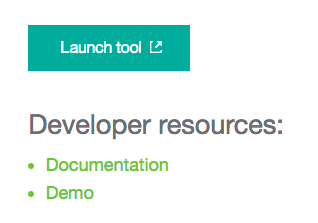 Launch tool
Developer resources:
Documentation
Demo